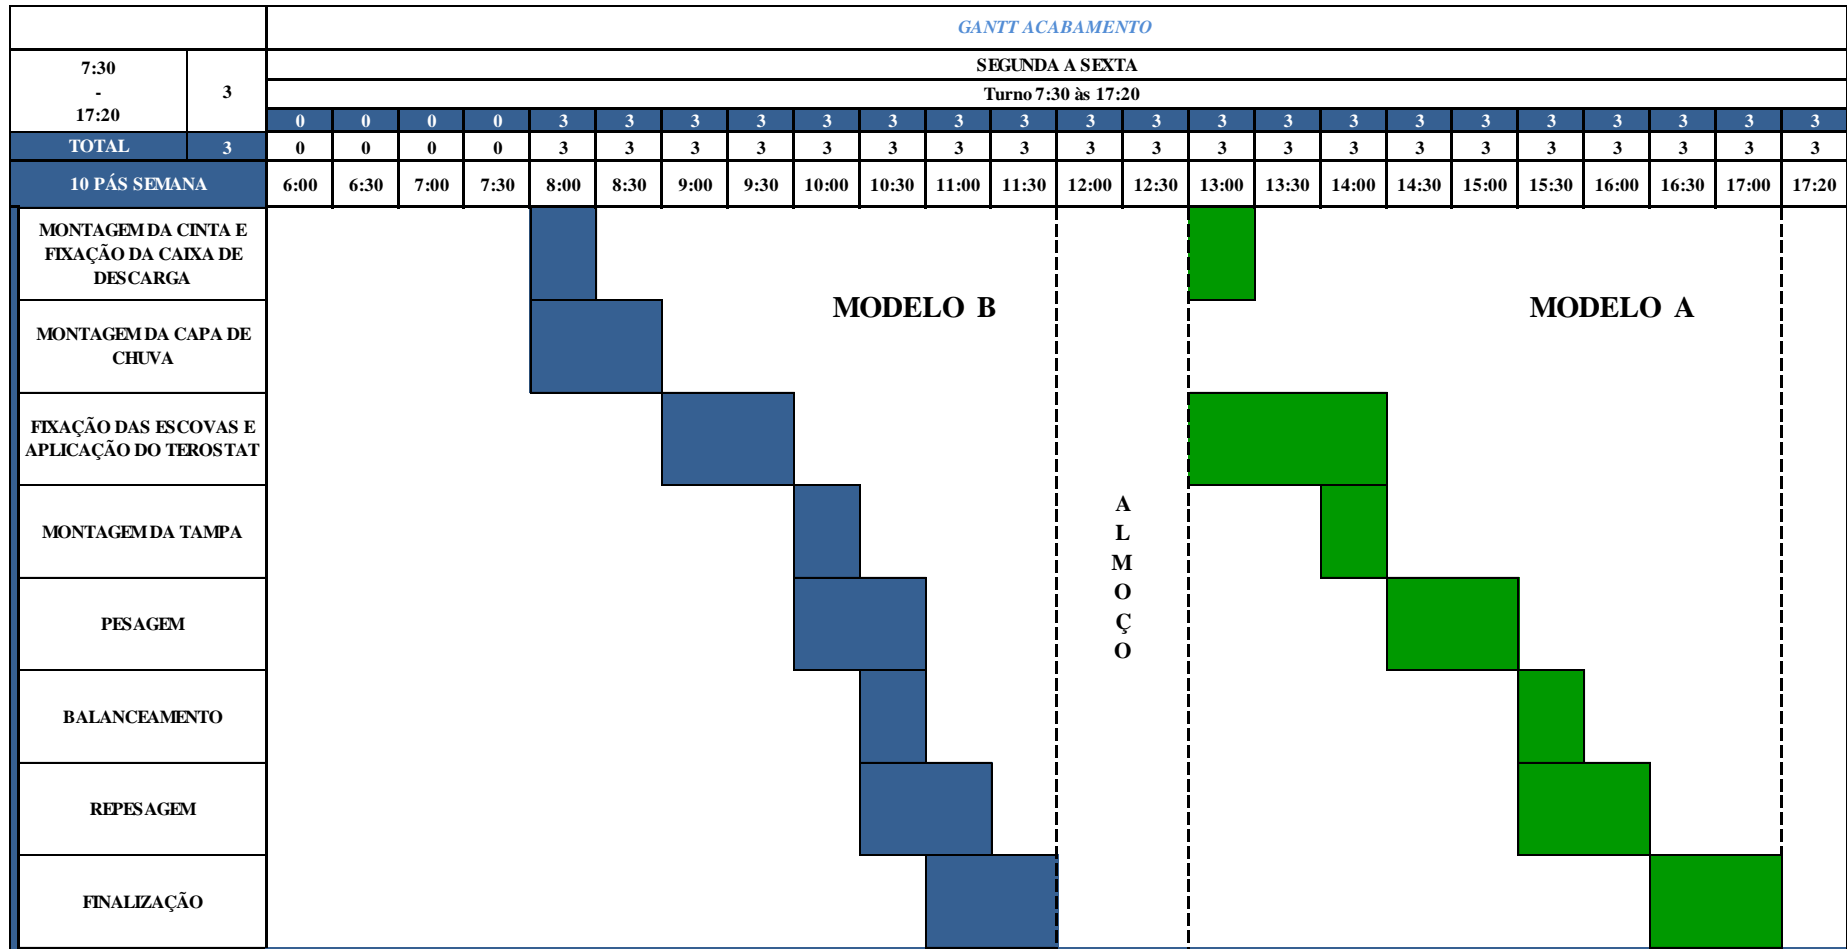 GANTT ACABAMENTO
7:30
-
17:20
3
SEGUNDA A SEXTA
Turno 7:30 às 17:20
0 0 0 0 3 3 3 3 3 3 3 3 3 3 3 3 3 3 3 3 3 3 3 3
TOTAL 3 0 0 0 0 3 3 3 3 3 3 3 3 3 3 3 3 3 3 3 3 3 3 3 3
10 PÁS SEMANA 6:00 6:30 7:00 7:30 8:00 8:30 9:00 9:30 10:00 10:30 11:00 11:30 12:00 12:30 13:00 13:30 14:00 14:30 15:00 15:30 16:00 16:30 17:00 17:20
MONTAGEM DA CINTA E
FIXAÇÃO DA CAIXA DE
DESCARGA
MODELO B
MODELO A
MONTAGEM DA CAPA DE
CHUVA
FIXAÇÃO DAS ESCOVAS E
APLICAÇÃO DO TEROSTAT
MONTAGEM DA TAMPA
A
L
M
O
Ç
O
PESAGEM
BALANCEAMENTO
REPESAGEM
FINALIZAÇÃO